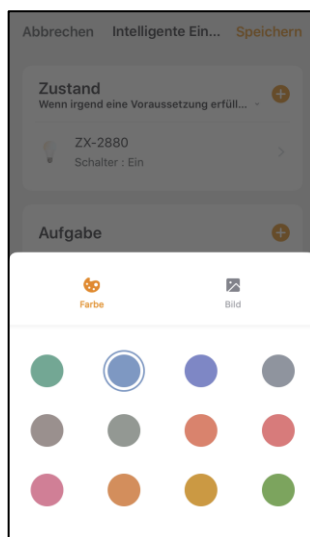 Abbrechen Intelligente Ein... Speichern
Zustand
Wenn irgend eine Voraussetzung erfüll...
ZX-2880
Schalter : Ein
Aufgabe
Farbe Bild